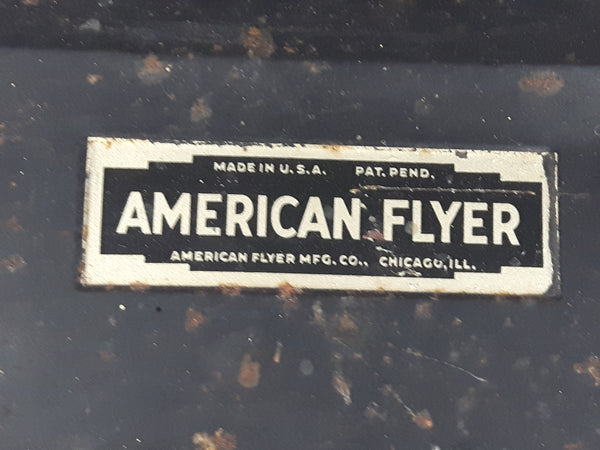 MADE IN U.S.A. PAT. PEND.
AMERICAN FLYER
AMERICAN FLYER MFG. CO., CHICAGO, ILL.